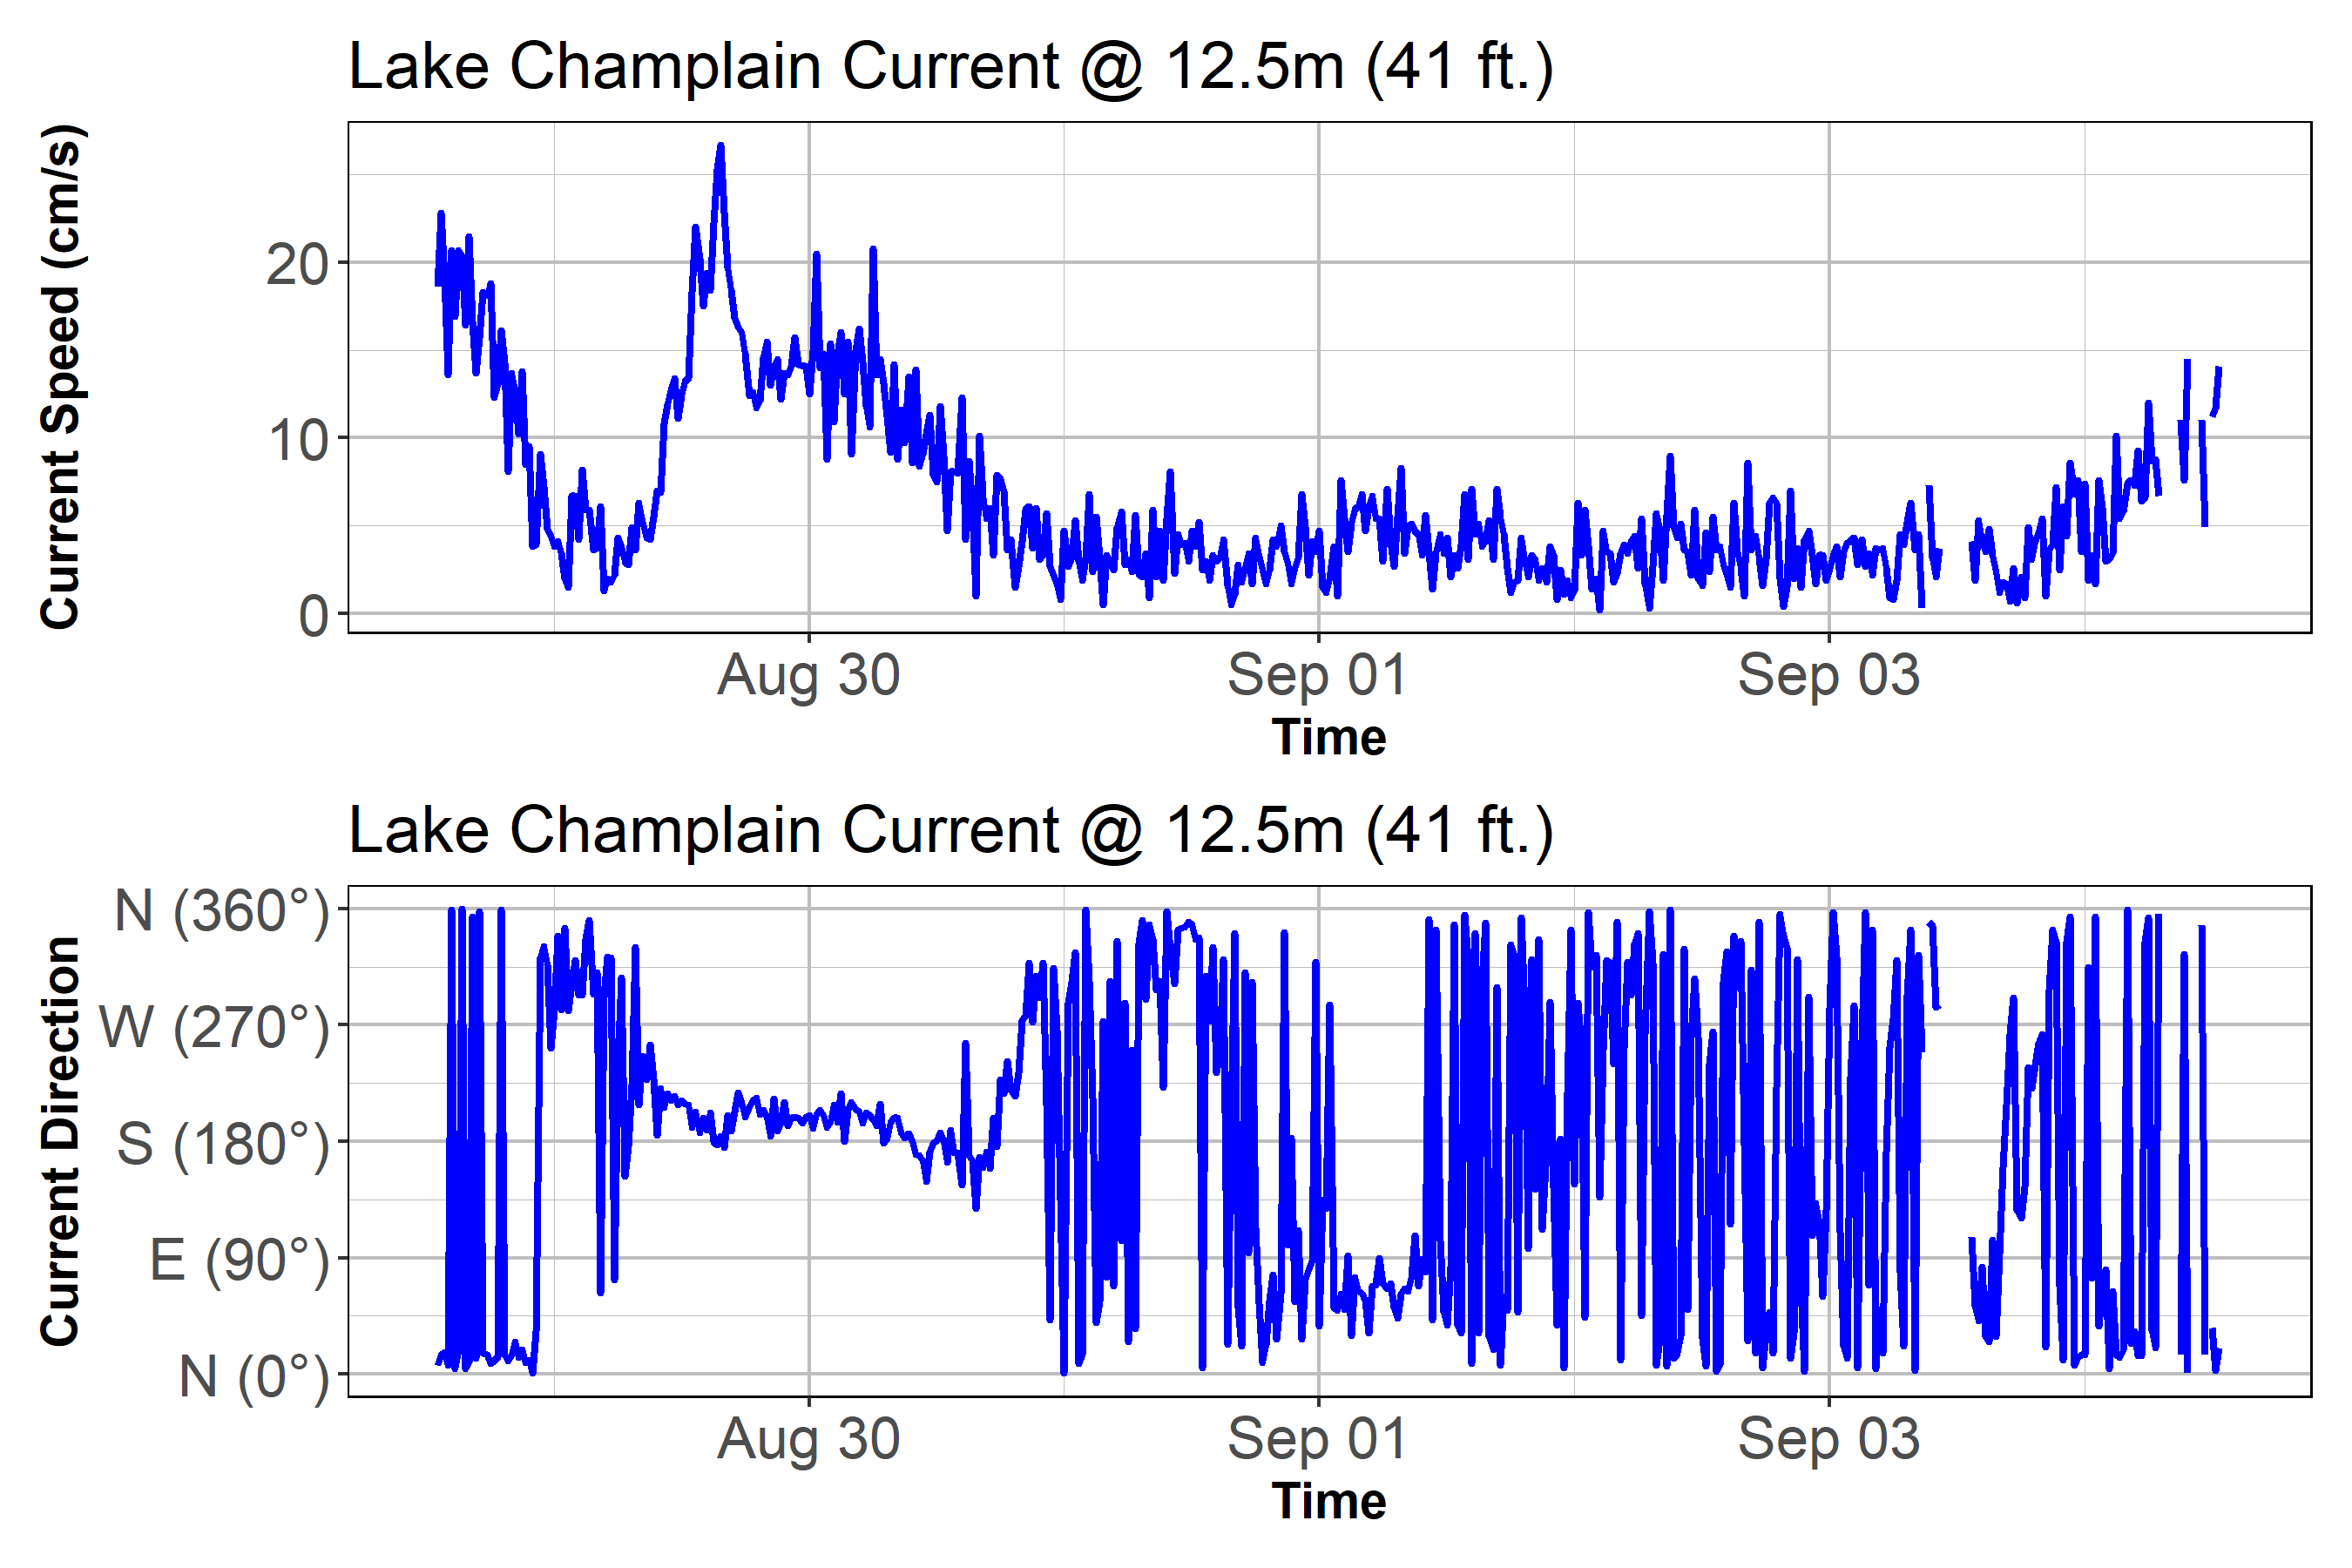 Lake Champlain Current @ 12.5m (41 ft.)
Current Speed (cm/s)
20
10
0
Aug 30 Sep 01 Sep 03
Time
Lake Champlain Current @ 12.5m (41 ft.)
Current Direction
N (360°)
W (270°)
S (180°)
E (90°)
N (0°)
Aug 30 Sep 01 Sep 03
Time